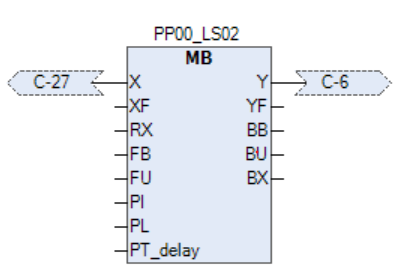 PP00_LS02
MB
C-27 X Y C-6
XF YF
RX BB
FB BU
FU BX
PI
PL
PT_delay